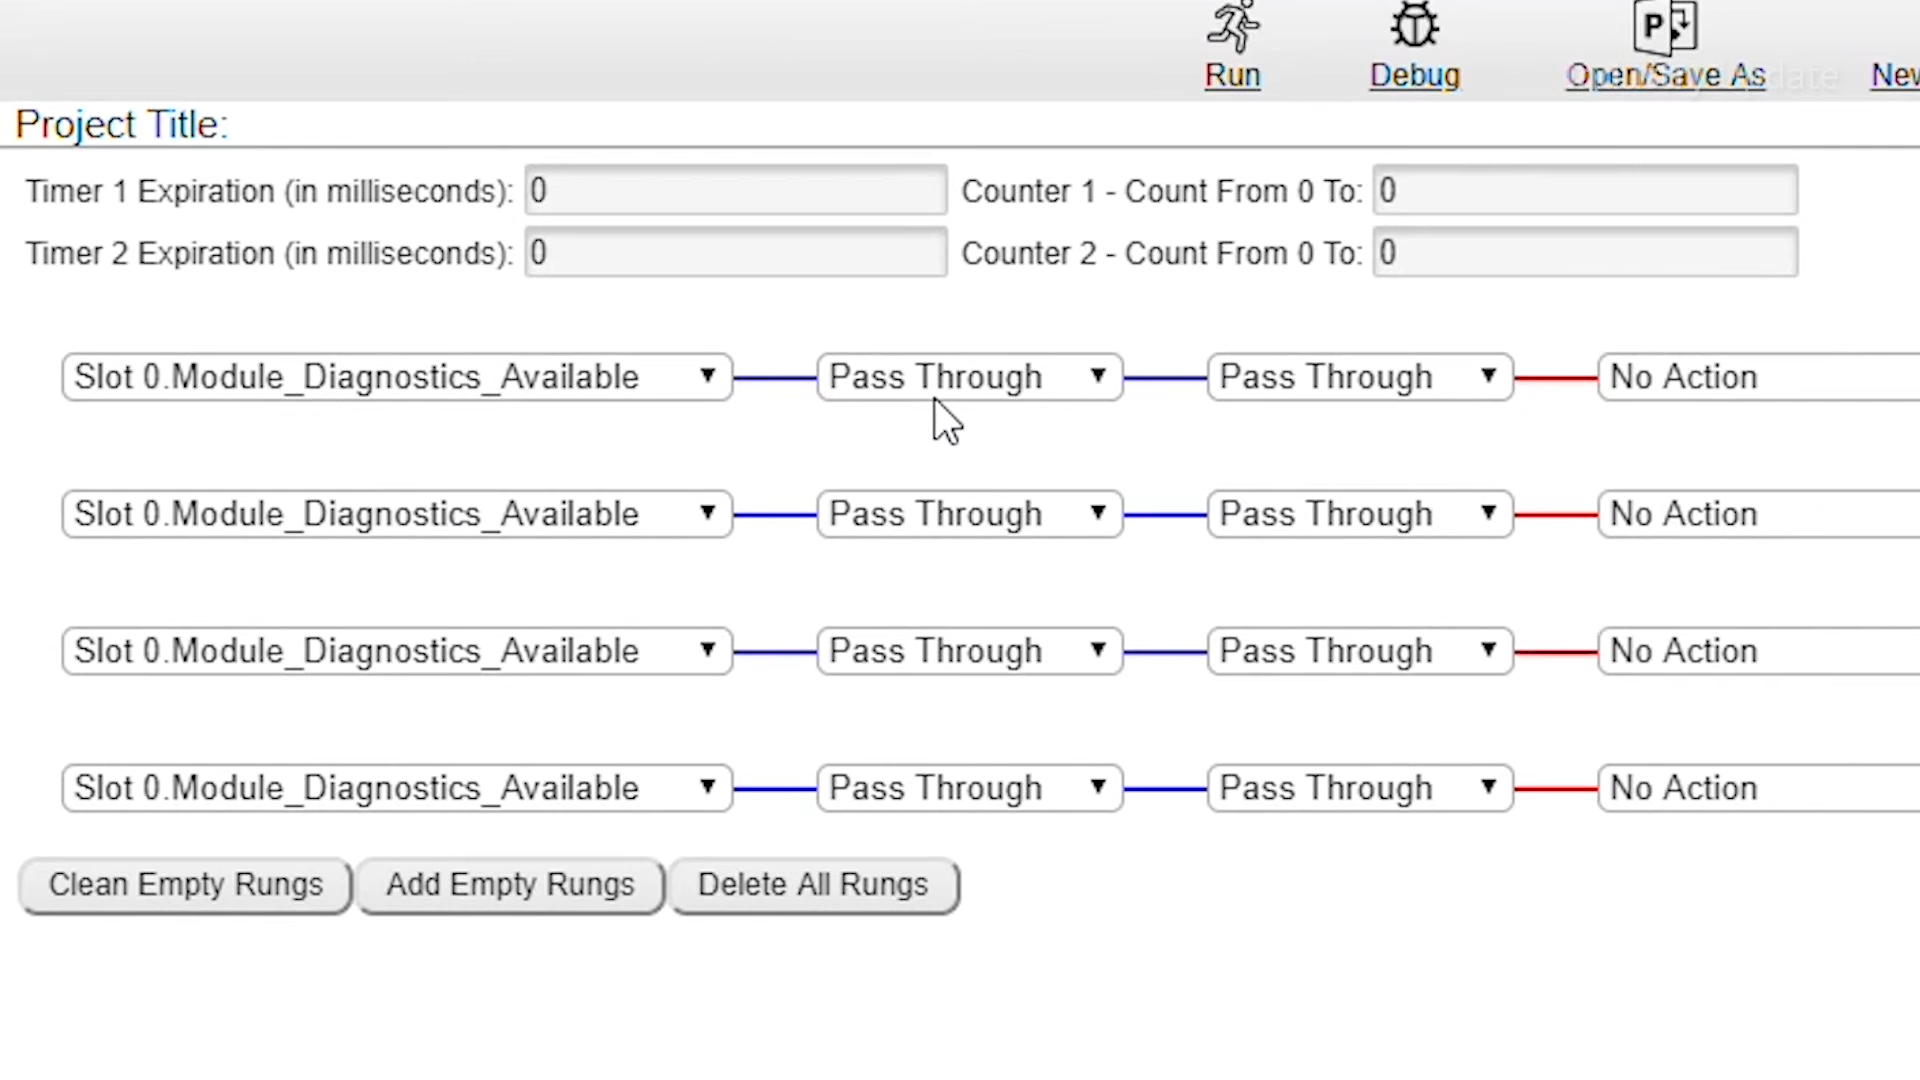 Run Debug Open/Save As New
Project Title:
Timer 1 Expiration (in milliseconds): 0 Counter 1 - Count From 0 To: 0
Timer 2 Expiration (in milliseconds): 0 Counter 2 - Count From 0 To: 0
Slot 0.Module_Diagnostics_Available Pass Through Pass Through No Action
Slot 0.Module_Diagnostics_Available Pass Through Pass Through No Action
Slot 0.Module_Diagnostics_Available Pass Through Pass Through No Action
Slot 0.Module_Diagnostics_Available Pass Through Pass Through No Action
Clean Empty Rungs Add Empty Rungs Delete All Rungs